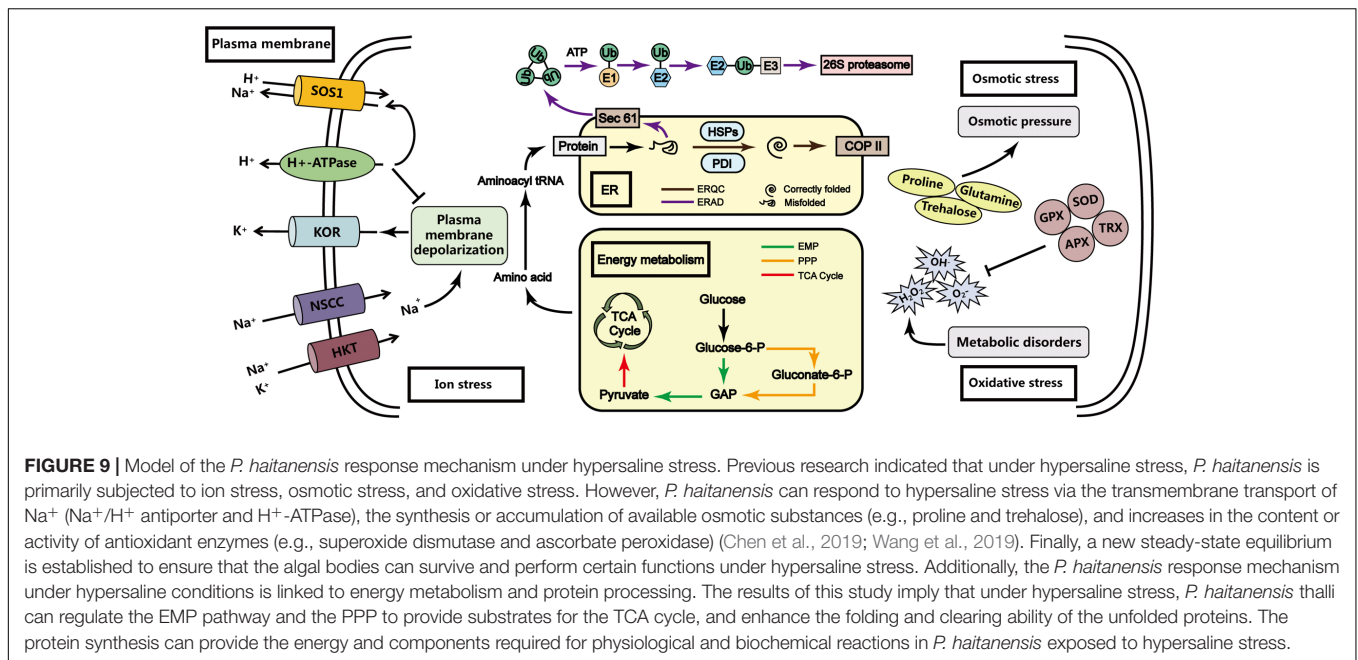 Plasma membrane
H+
Na+
SOS1
H+
H+-ATPase
K+
KOR
Plasma
membrane
depolarization
Na+
NSCC
Na+
HKT
Na+
K+
Ion stress
Ub
Ub
Ub
ATP
Ub
E1
Ub
E2
E2
Ub
E3
26S proteasome
Sec 61
Protein
HSPs
PDI
COP II
ER
ERQC
ERAD
Correctly folded
Misfolded
Aminoacyl tRNA
Amino acid
Energy metabolism
EMP
PPP
TCA Cycle
TCA
Cycle
Glucose
Glucose-6-P
Gluconate-6-P
Pyruvate
GAP
Osmotic stress
Osmotic pressure
Proline
Glutamine
Trehalose
GPX
SOD
TRX
APX
OH-
H2O2
O2-
Metabolic disorders
Oxidative stress
FIGURE 9 | Model of the P. haitanensis response mechanism under hypersaline stress. Previous research indicated that under hypersaline stress, P. haitanensis is
primarily subjected to ion stress, osmotic stress, and oxidative stress. However, P. haitanensis can respond to hypersaline stress via the transmembrane transport of
Na+ (Na+/H+ antiporter and H+-ATPase), the synthesis or accumulation of available osmotic substances (e.g., proline and trehalose), and increases in the content or
activity of antioxidant enzymes (e.g., superoxide dismutase and ascorbate peroxidase) (Chen et al., 2019; Wang et al., 2019). Finally, a new steady-state equilibrium
is established to ensure that the algal bodies can survive and perform certain functions under hypersaline stress. Additionally, the P. haitanensis response mechanism
under hypersaline conditions is linked to energy metabolism and protein processing. The results of this study imply that under hypersaline stress, P. haitanensis thalli
can regulate the EMP pathway and the PPP to provide substrates for the TCA cycle, and enhance the folding and clearing ability of the unfolded proteins. The
protein synthesis can provide the energy and components required for physiological and biochemical reactions in P. haitanensis exposed to hypersaline stress.